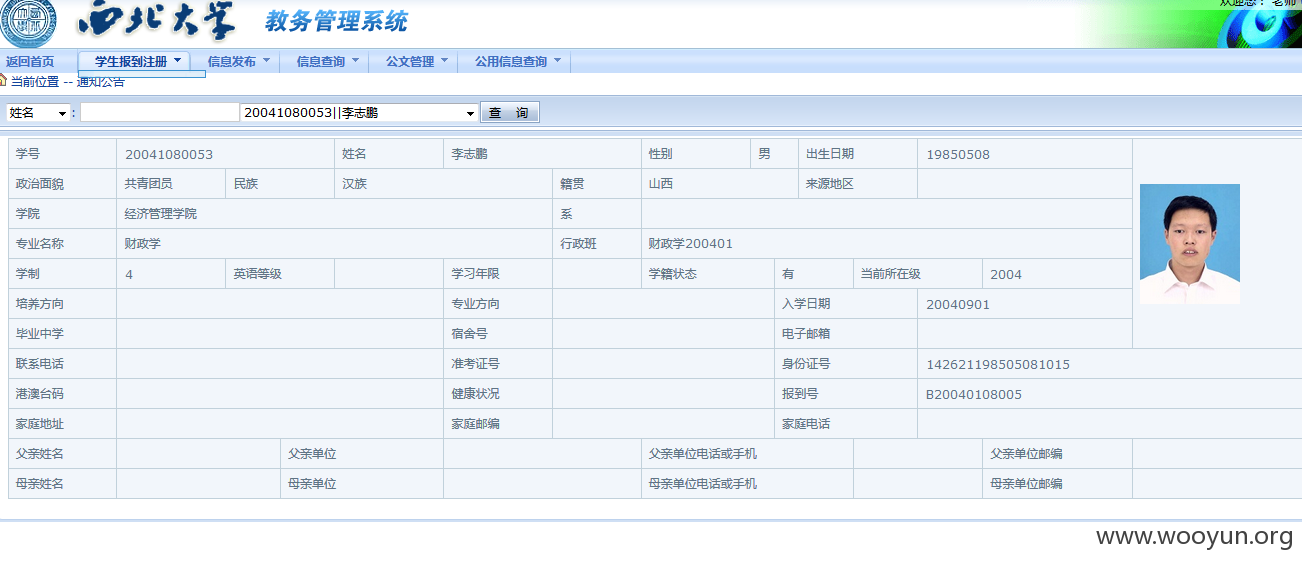 欢迎您：老师
西北大学 教务管理系统
返回首页 学生报到注册 信息发布 信息查询 公文管理 公用信息查询
当前位置 -- 通知公告
姓名 : 20041080053||李志鹏 查 询
学号 20041080053 姓名 李志鹏 性别 男 出生日期 19850508
政治面貌 共青团员 民族 汉族 籍贯 山西 来源地区
学院 经济管理学院 系
专业名称 财政学 行政班 财政学200401
学制 4 英语等级 学习年限 学籍状态 有 当前所在级 2004
培养方向 专业方向 入学日期 20040901
毕业中学 宿舍号 电子邮箱
联系电话 准考证号 身份证号 142621198505081015
港澳台码 健康状况 报到号 B20040108005
家庭地址 家庭邮编 家庭电话
父亲姓名 父亲单位 父亲单位电话或手机 父亲单位邮编
母亲姓名 母亲单位 母亲单位电话或手机 母亲单位邮编
www.wooyun.org